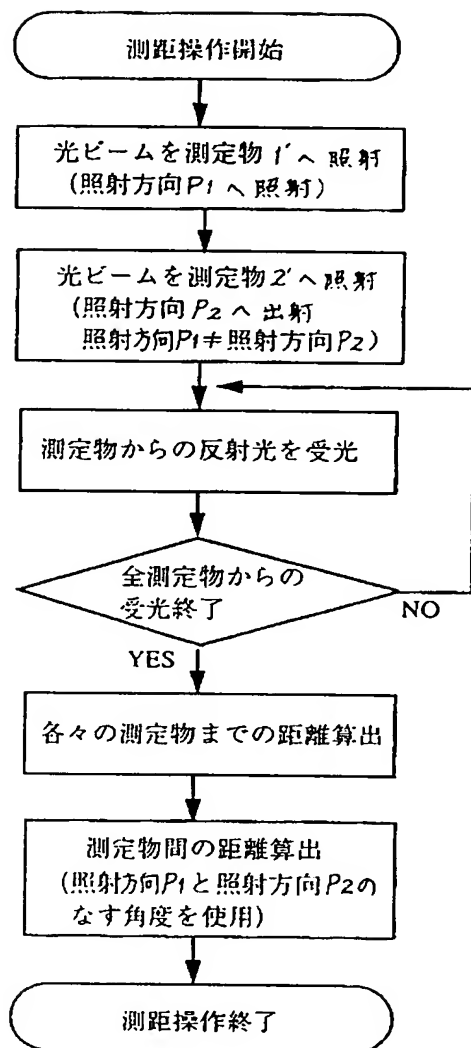 測距操作開始
光ビームを測定物1'へ照射
(照射方向P1へ照射)
光ビームを測定物2'へ照射
(照射方向P2へ出射
照射方向P1≠照射方向P2)
測定物からの反射光を受光
全測定物からの
受光終了
NO
YES
各々の測定物までの距離算出
測定物間の距離算出
(照射方向P1と照射方向P2の
なす角度を使用)
測距操作終了